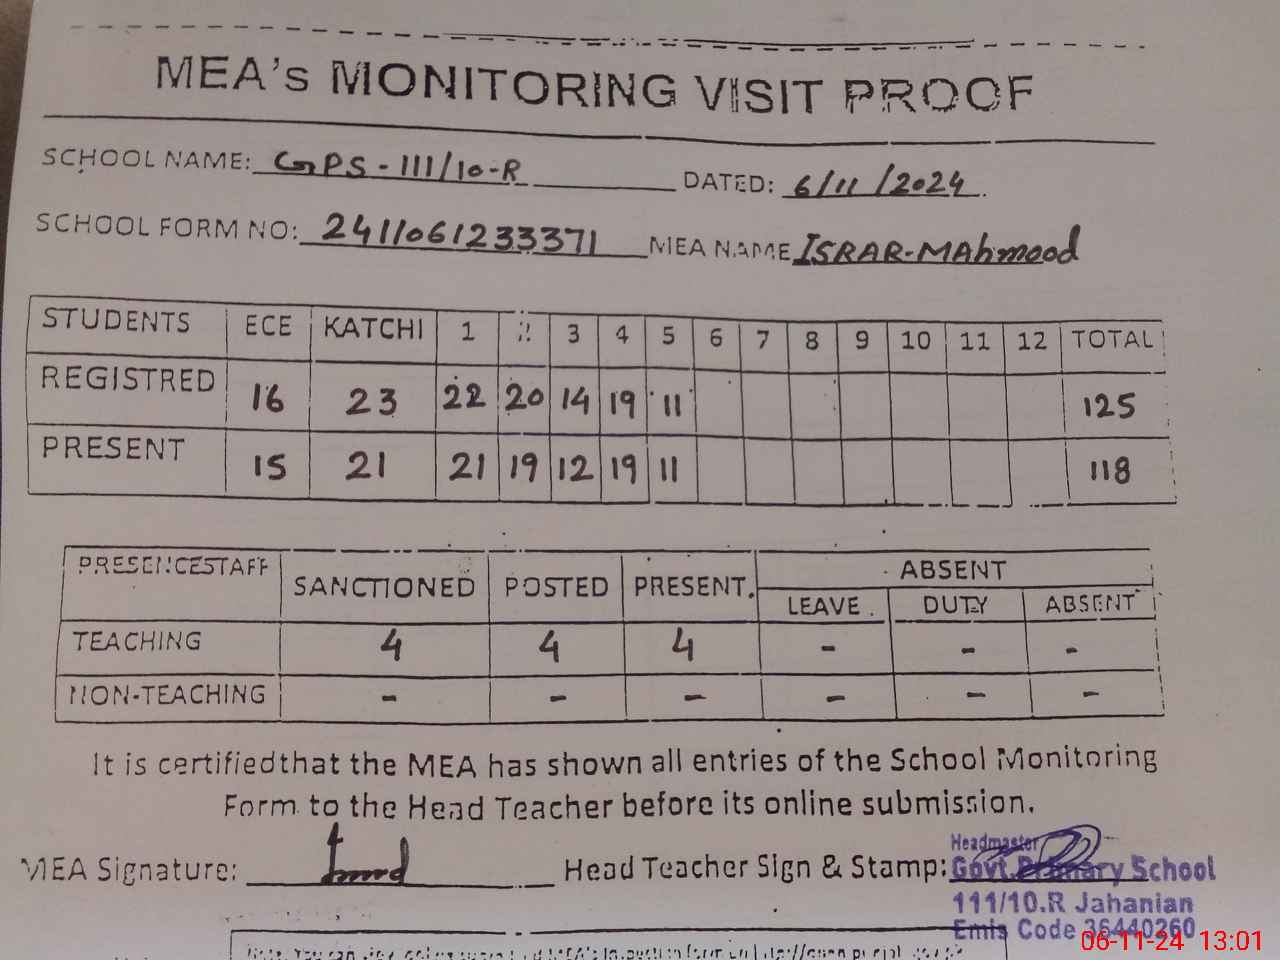 MEA's MONITORING VISIT PROOF
SCHOOL NAME: GPS-111/10-R DATED: 6/11/2024
SCHOOL FORM NO: 2411061233371 MEA NAME ISRAR-MAhmood
STUDENTS ECE KATCHI 1 2 3 4 5 6 7 8 9 10 11 12 TOTAL
REGISTRED 16 23 22 20 14 19 11 125
PRESENT 15 21 21 19 12 19 11 118
PRESENCESTAFF SANCTIONED POSTED PRESENT. ABSENT
LEAVE. DUTY ABSENT
TEACHING 4 4 4 - - -
NON-TEACHING - - - - - -
It is certified that the MEA has shown all entries of the School Monitoring
Form to the Head Teacher before its online submission.
MEA Signature: Head Teacher Sign & Stamp:
Headmaster
Govt. Primary School
111/10.R Jahanian
Emis Code 36440260
06-11-24 13:01